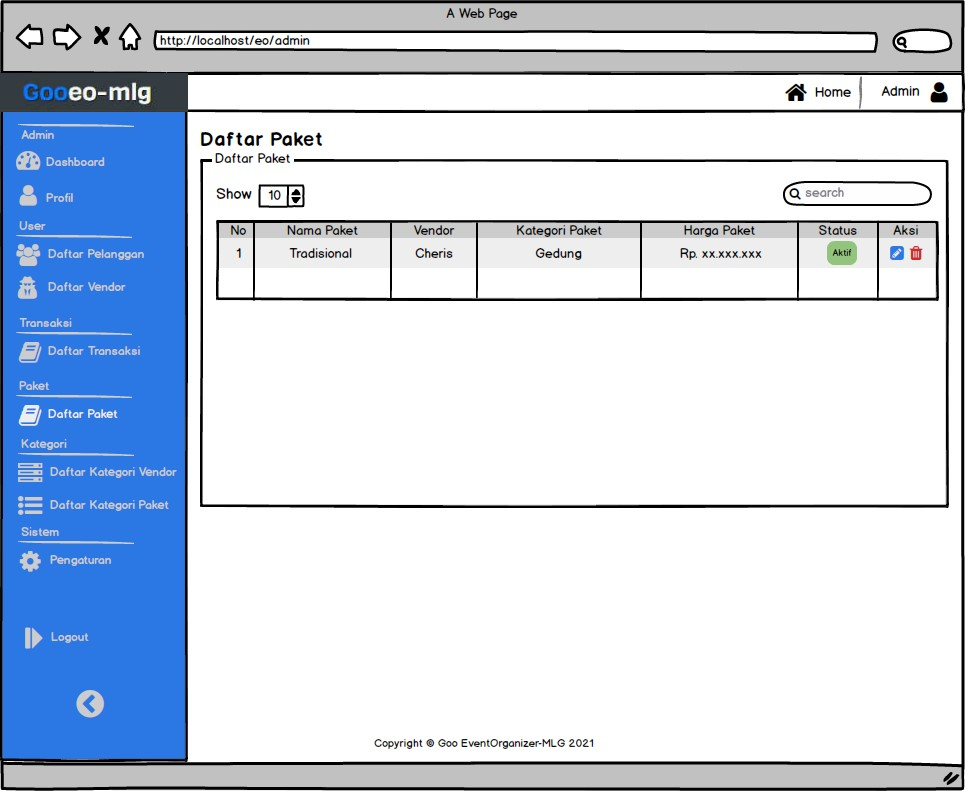 A Web Page
http://localhost/eo/admin
Gooeo-mlg
Home
Admin
Admin
Dashboard
Profil
User
Daftar Pelanggan
Daftar Vendor
Transaksi
Daftar Transaksi
Paket
Daftar Paket
Kategori
Daftar Kategori Vendor
Daftar Kategori Paket
Sistem
Pengaturan
Logout
Daftar Paket
Daftar Paket
Show 10
search
No Nama Paket Vendor Kategori Paket Harga Paket Status Aksi
1 Tradisional Cheris Gedung Rp. xx.xxx.xxx Aktif
Copyright © Goo EventOrganizer-MLG 2021